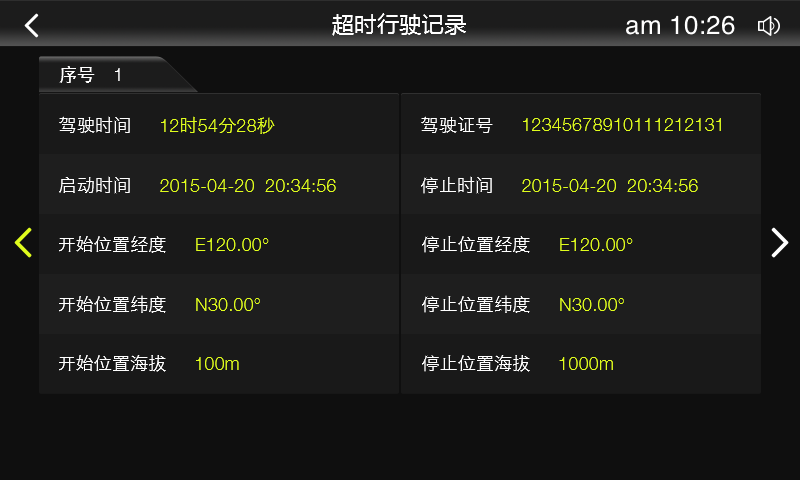 超时行驶记录 am 10:26
序号 1
驾驶时间 12时54分28秒 驾驶证号 12345678910111212131
启动时间 2015-04-20 20:34:56 停止时间 2015-04-20 20:34:56
开始位置经度 E120.00° 停止位置经度 E120.00°
开始位置纬度 N30.00° 停止位置纬度 N30.00°
开始位置海拔 100m 停止位置海拔 1000m